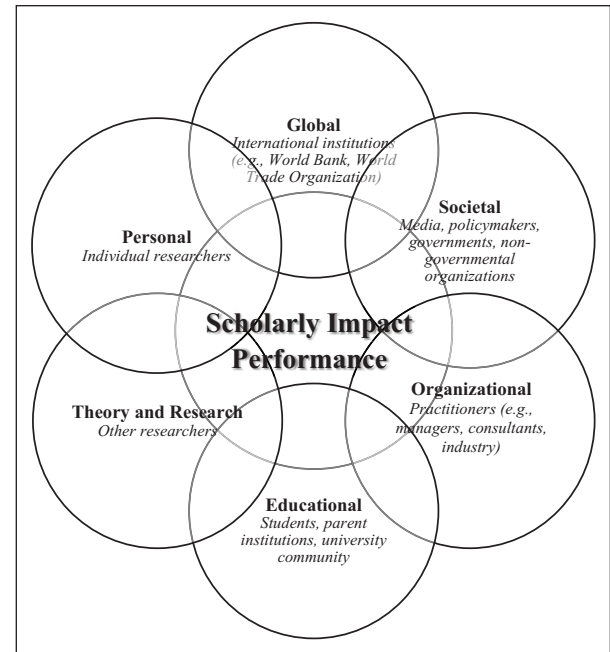 Global
International institutions
(e.g., World Bank, World
Trade Organization)
Societal
Media, policymakers,
governments, non-
governmental
organizations
Personal
Individual researchers
Scholarly Impact
Performance
Organizational
Practitioners (e.g.,
managers, consultants,
industry)
Theory and Research
Other researchers
Educational
Students, parent
institutions, university
community